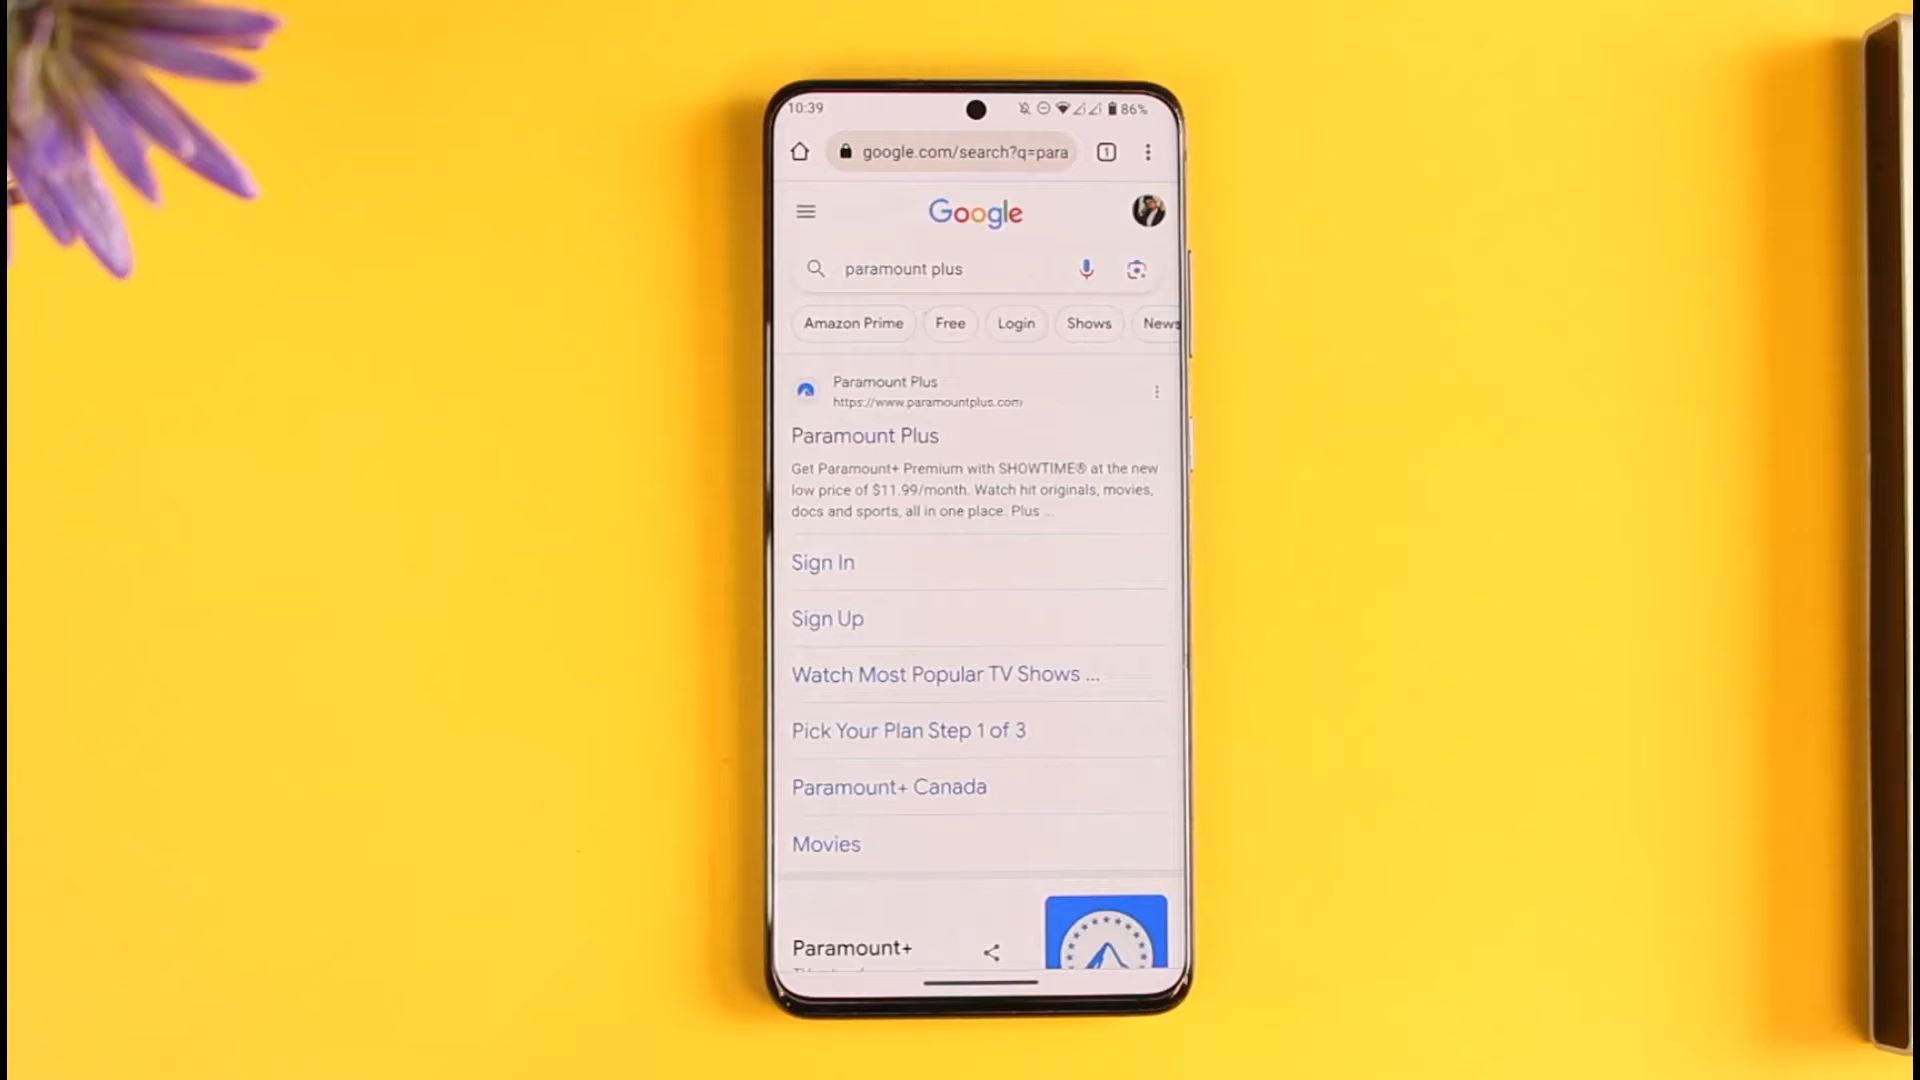 10:39
86%
google.com/search?q=para
1
Google
paramount plus
Amazon Prime
Free
Login
Shows
News
Paramount Plus
https://www.paramountplus.com
Paramount Plus
Get Paramount+ Premium with SHOWTIME® at the new
low price of $11.99/month. Watch hit originals, movies,
docs and sports, all in one place. Plus ...
Sign In
Sign Up
Watch Most Popular TV Shows ...
Pick Your Plan Step 1 of 3
Paramount+ Canada
Movies
Paramount+